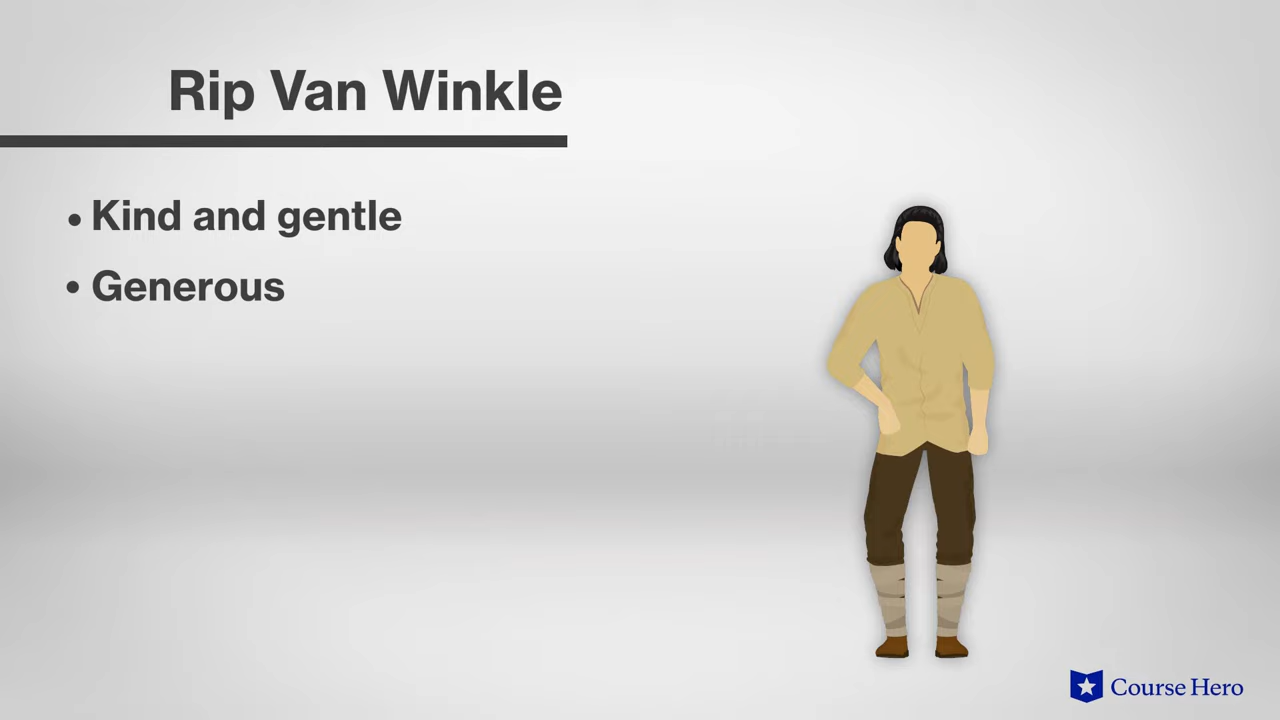 Rip Van Winkle
• Kind and gentle
• Generous
Course Hero